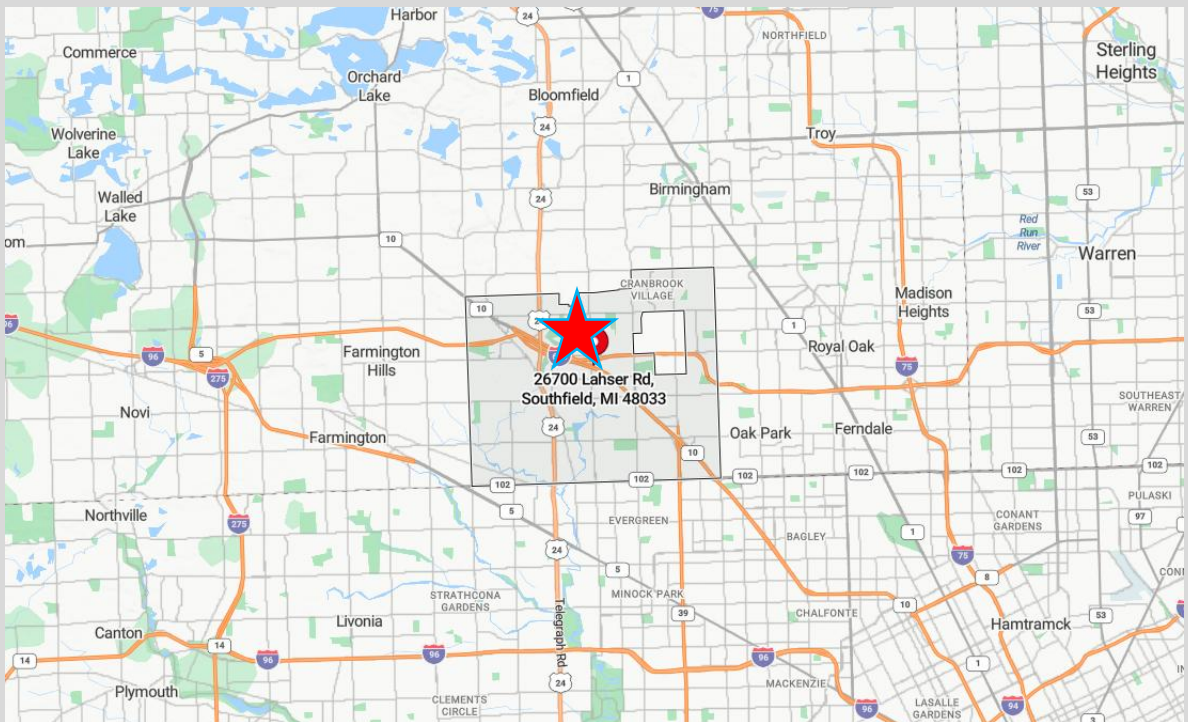 Harbor
24
75
NORTHFIELD
Commerce
Sterling
Heights
Orchard
Lake
1
Bloomfield
24
Troy
Wolverine
Lake
Birmingham
53
24
Walled
Lake
Red
Run
River
10
Warren
CRANBROOK
VILLAGE
10
Madison
Heights
1
53
96
5
Farmington
Hills
Royal Oak
75
275
26700 Lahser Rd,
Southfield, MI 48033
Novi
SOUTHEAST
WARREN
24
Farmington
Oak Park
Ferndale
53
10
102
102
102
102
102
102
5
Northville
PULASKI
97
275
EVERGREEN
CONANT
GARDENS
1
BAGLEY
24
75
5
8
STRATHCONA
GARDENS
MINOCK PARK
10
39
CHALFONTE
53
Telegraph Rd
Livonia
Hamtramck
Canton
14
14
96
96
96
1
24
MACKENZIE
Plymouth
CLEMENTS
CIRCLE
LASALLE
GARDENS
96
94
3